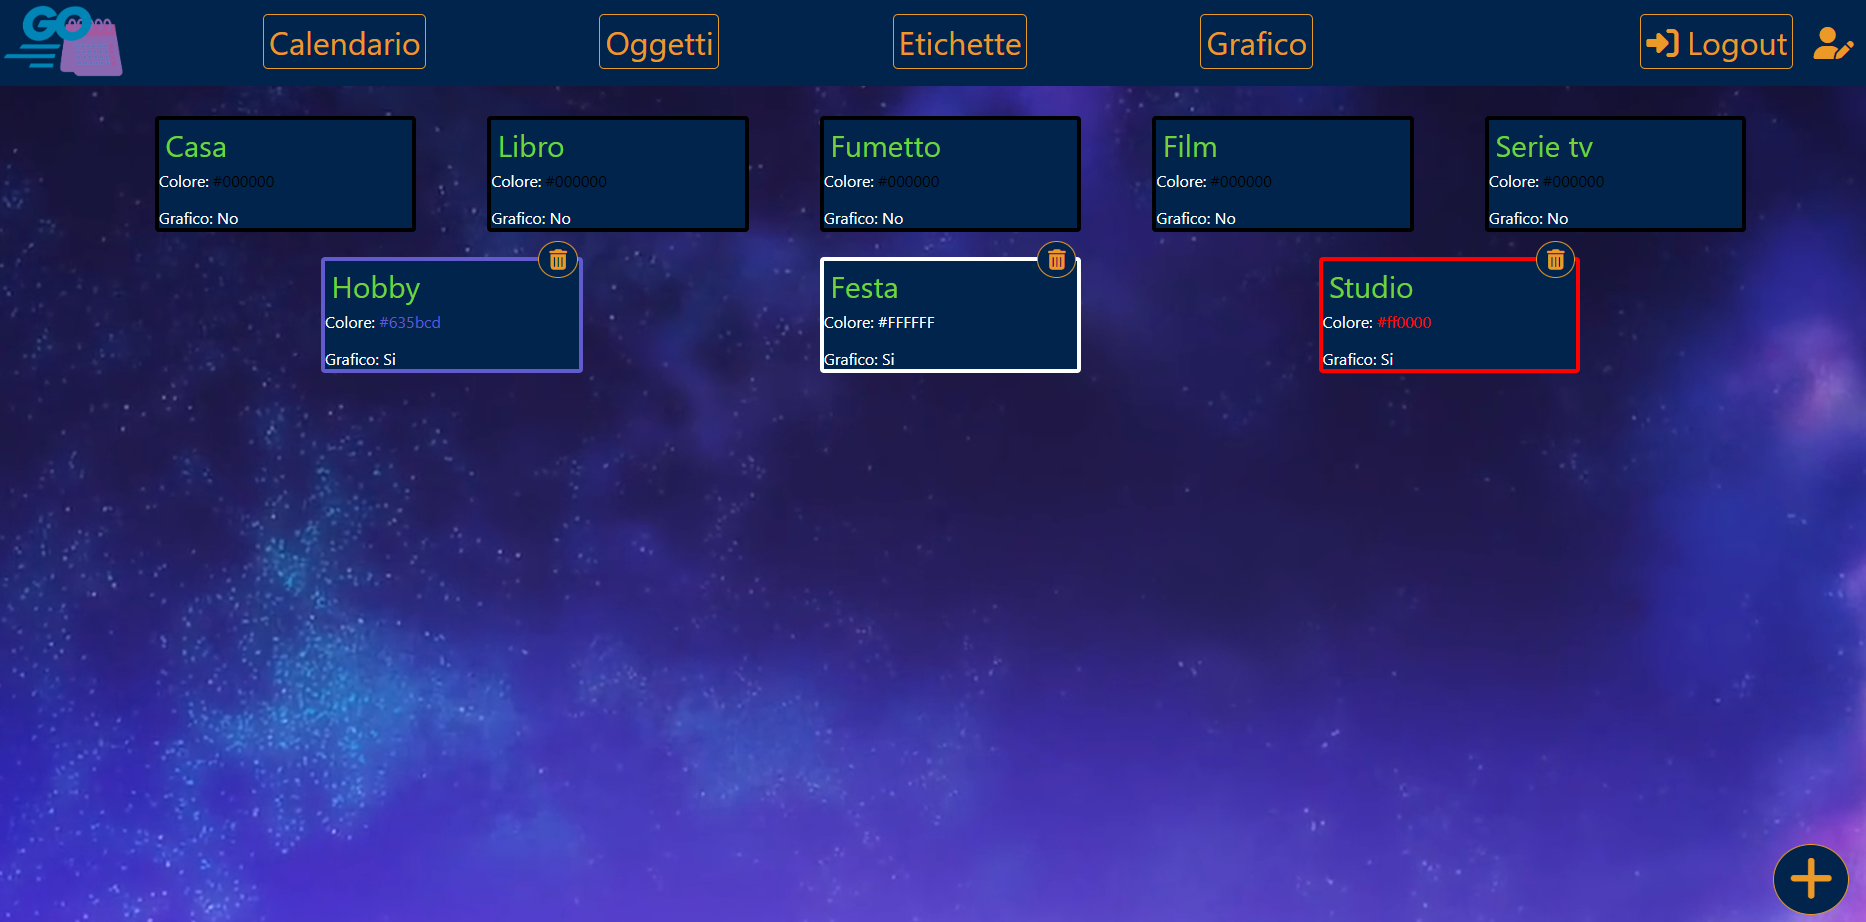 GO
Calendario
Oggetti
Etichette
Grafico
Logout
Casa
Colore: #000000
Grafico: No
Libro
Colore: #000000
Grafico: No
Fumetto
Colore: #000000
Grafico: No
Film
Colore: #000000
Grafico: No
Serie tv
Colore: #000000
Grafico: No
Hobby
Colore: #635bcd
Grafico: Si
Festa
Colore: #FFFFFF
Grafico: Si
Studio
Colore: #ff0000
Grafico: Si